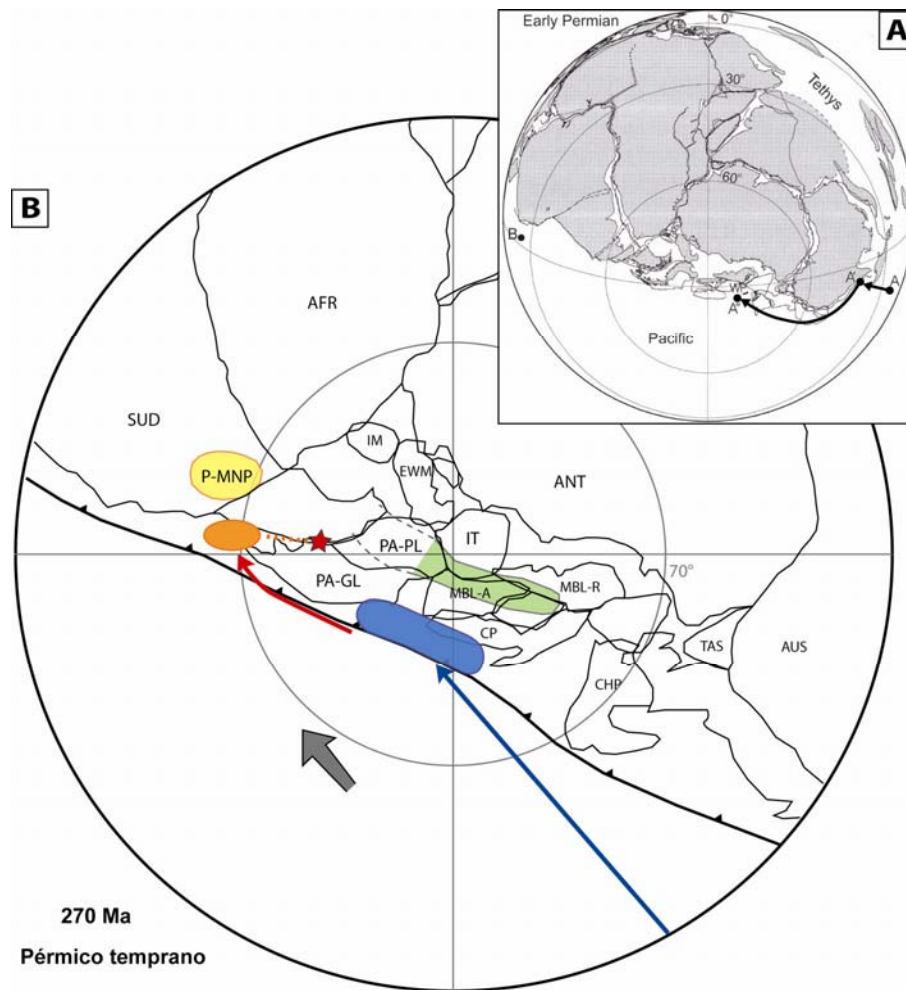 Early Permian
A
0°
Tethys
30°
60°
B
A'
A
W
A"
Pacific
B
AFR
SUD
P-MNP
IM
EWM
ANT
PA-PL
IT
70°
PA-GL
MBL-A
MBL-R
CP
TAS
AUS
CHP
270 Ma
Pérmico temprano